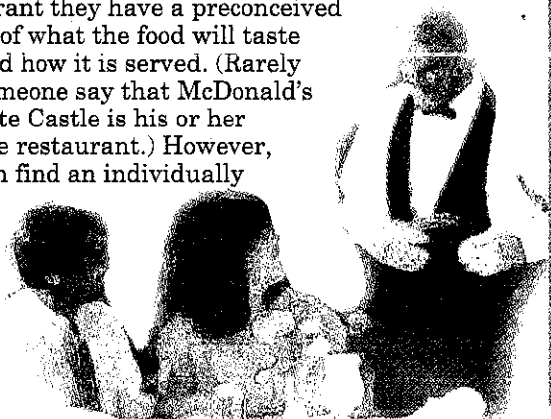 rant they have a preconceived
of what the food will taste
d how it is served. (Rarely
meone say that McDonald's
te Castle is his or her
e restaurant.) However,
n find an individually